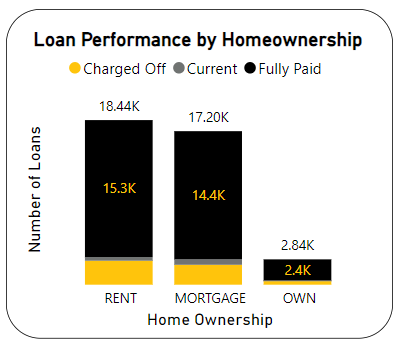 Loan Performance by Homeownership
Charged Off Current Fully Paid
18.44K
17.20K
15.3K
14.4K
2.84K
2.4K
Number of Loans
RENT MORTGAGE OWN
Home Ownership